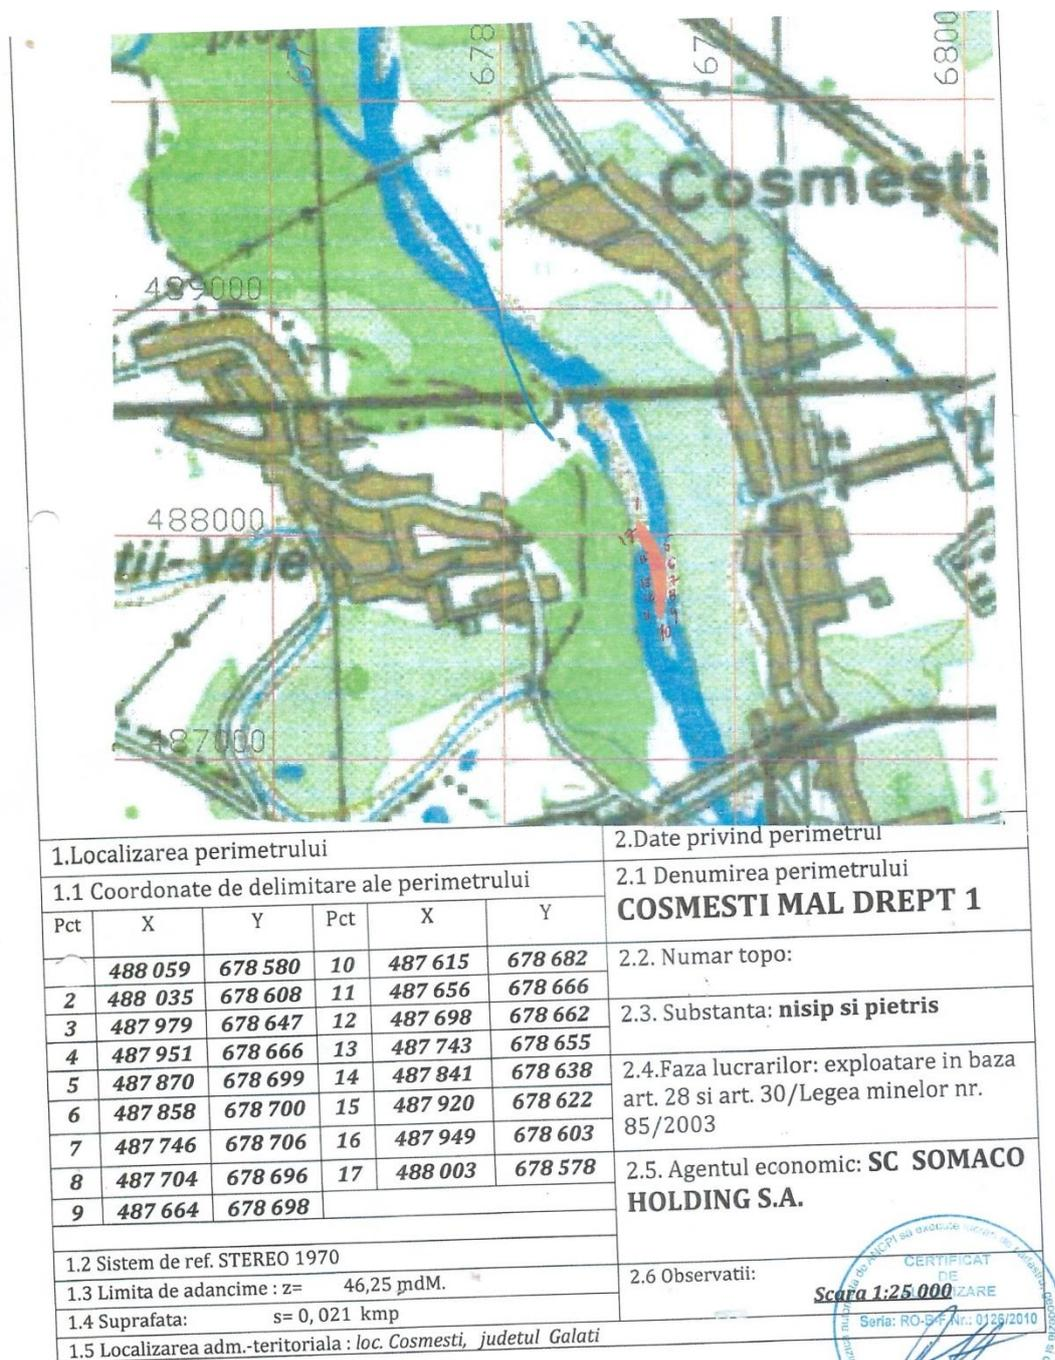 678
67
6800
Cosmești
489000
488000
tii-Vale
487000
1.Localizarea perimetrului
1.1 Coordonate de delimitare ale perimetrului
Pct X Y Pct X Y
488 059 678 580 10 487 615 678 682
2 488 035 678 608 11 487 656 678 666
3 487 979 678 647 12 487 698 678 662
4 487 951 678 666 13 487 743 678 655
5 487 870 678 699 14 487 841 678 638
6 487 858 678 700 15 487 920 678 622
7 487 746 678 706 16 487 949 678 603
8 487 704 678 696 17 488 003 678 578
9 487 664 678 698
1.2 Sistem de ref. STEREO 1970
1.3 Limita de adancime : z= 46,25 mdM.
1.4 Suprafata: s= 0, 021 kmp
1.5 Localizarea adm.-teritoriala : loc. Cosmesti, judetul Galati
2.Date privind perimetrul
2.1 Denumirea perimetrului
COSMESTI MAL DREPT 1
2.2. Numar topo:
2.3. Substanta: nisip si pietris
2.4.Faza lucrarilor: exploatare in baza
art. 28 si art. 30/Legea minelor nr.
85/2003
2.5. Agentul economic: SC SOMACO
HOLDING S.A.
2.6 Observatii:
Scara 1:25 000
CERTIFICAT
DE
Seria: RO-B-F Nr.: 0126/2010